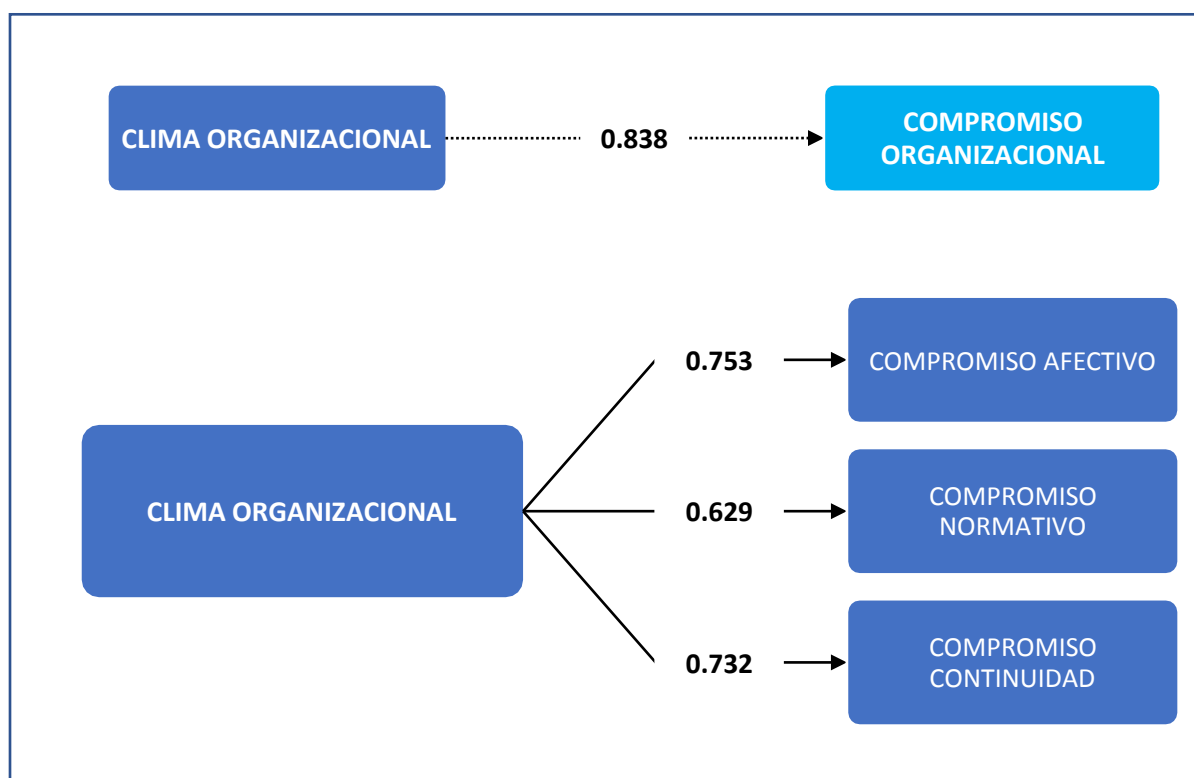 CLIMA ORGANIZACIONAL
0.838
COMPROMISO
ORGANIZACIONAL
CLIMA ORGANIZACIONAL
0.753
COMPROMISO AFECTIVO
0.629
COMPROMISO
NORMATIVO
0.732
COMPROMISO
CONTINUIDAD